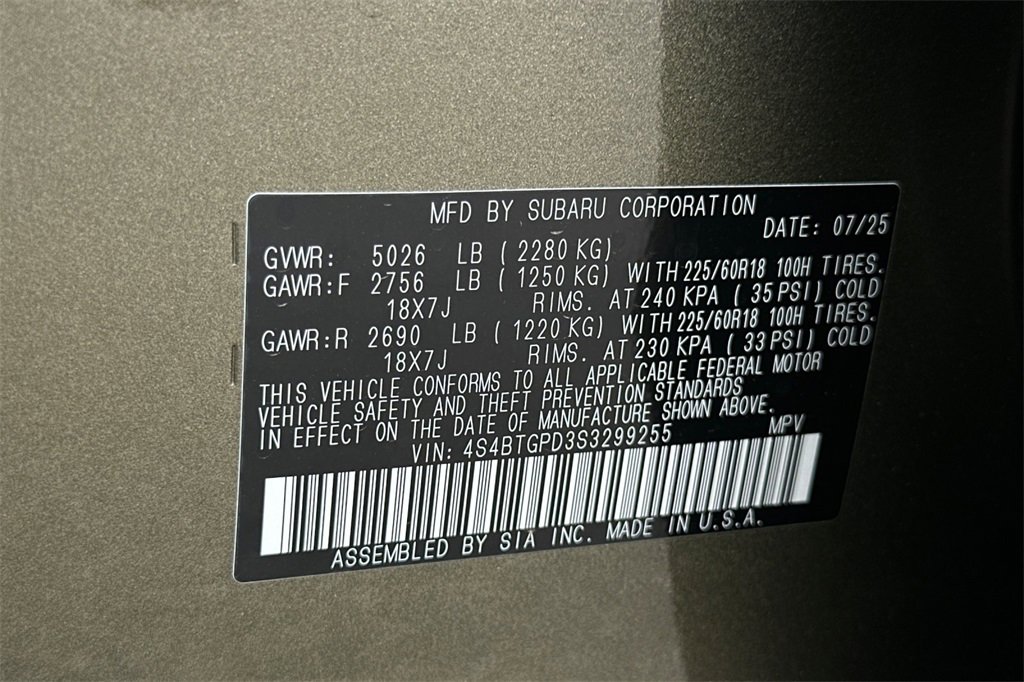 MFD BY SUBARU CORPORATION
DATE: 07/25
GVWR: 5026 LB ( 2280 KG)
GAWR:F 2756 LB ( 1250 KG) WITH 225/60R18 100H TIRES.
18X7J RIMS. AT 240 KPA ( 35 PSI) COLD
GAWR:R 2690 LB ( 1220 KG) WITH 225/60R18 100H TIRES.
18X7J RIMS. AT 230 KPA ( 33 PSI) COLD
THIS VEHICLE CONFORMS TO ALL APPLICABLE FEDERAL MOTOR
VEHICLE SAFETY AND THEFT PREVENTION STANDARDS
IN EFFECT ON THE DATE OF MANUFACTURE SHOWN ABOVE.
VIN: 4S4BTGPD3S3299255 MPV
ASSEMBLED BY SIA INC. MADE IN U.S.A.